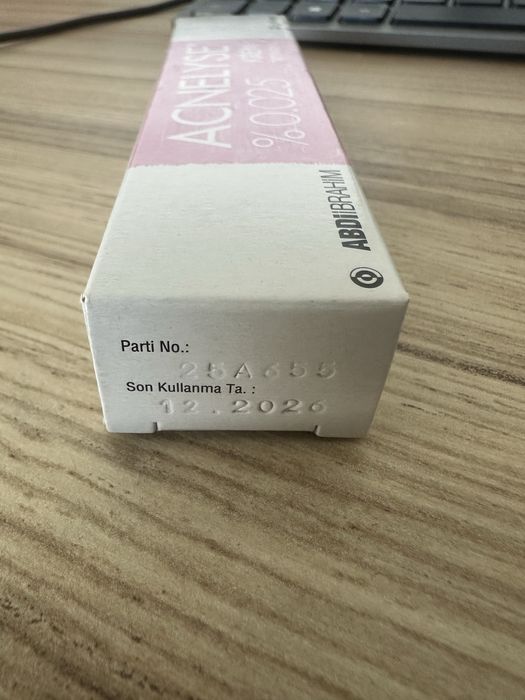 ACNELYSE
%0.025
ABDİİBRAHİM
Parti No.:
25A655
Son Kullanma Ta. :
12.2026